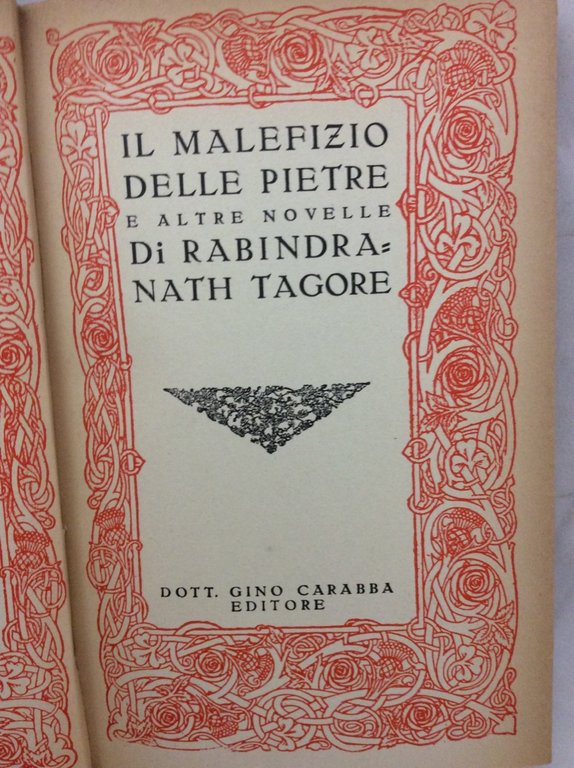 IL MALEFIZIO
DELLE PIETRE
E ALTRE NOVELLE
Di RABINDRA=
NATH TAGORE
DOTT. GINO CARABBA
EDITORE